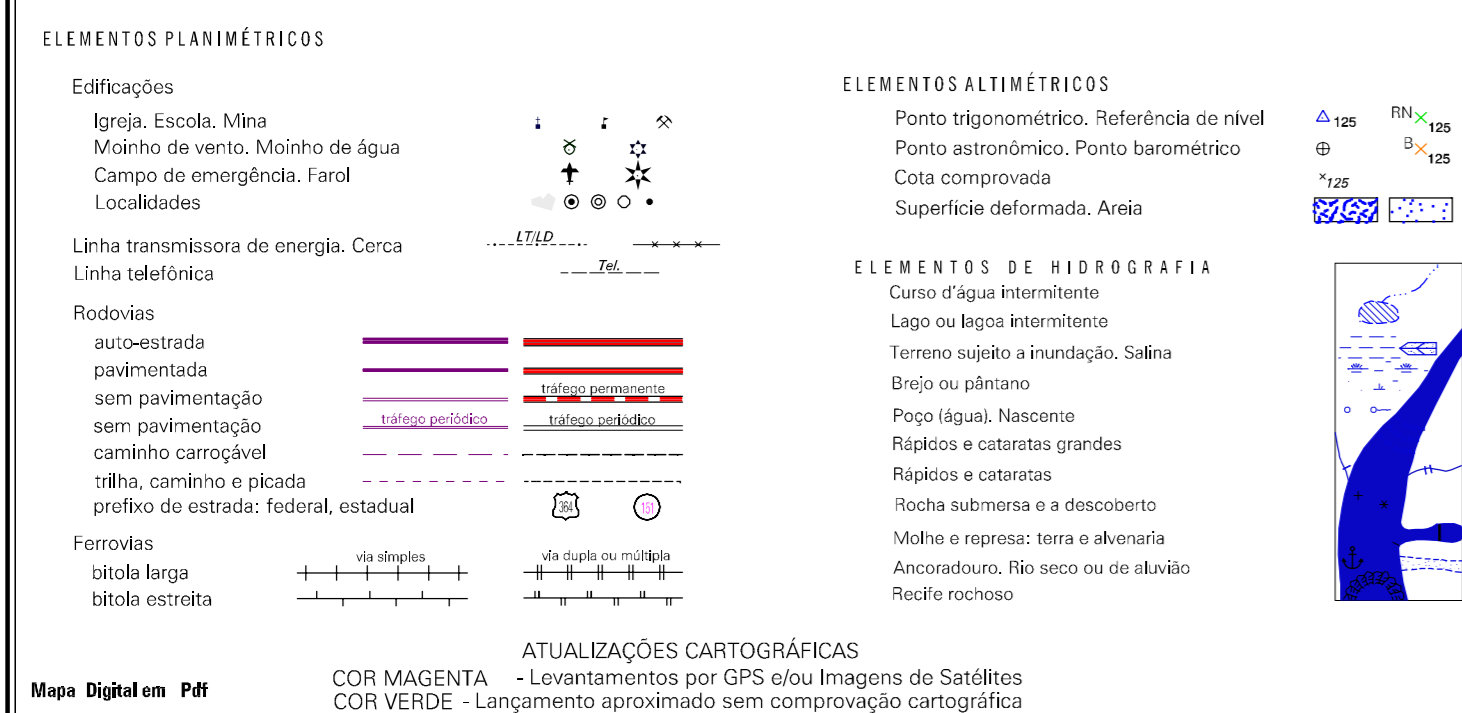 ELEMENTOS PLANIMÉTRICOS
Edificações
Igreja. Escola. Mina
Moinho de vento. Moinho de água
Campo de emergência. Farol
Localidades
Linha transmissora de energia. Cerca
LT/LD
Linha telefônica
Tel.
Rodovias
auto-estrada
pavimentada
sem pavimentação
tráfego permanente
sem pavimentação
tráfego periódico
tráfego periódico
caminho carroçável
trilha, caminho e picada
prefixo de estrada: federal, estadual
364
151
Ferrovias
via simples
via dupla ou múltipla
bitola larga
bitola estreita
ELEMENTOS ALTIMÉTRICOS
Ponto trigonométrico. Referência de nível
125
RN
125
Ponto astronômico. Ponto barométrico
B
125
Cota comprovada
125
Superfície deformada. Areia
ELEMENTOS DE HIDROGRAFIA
Curso d'água intermitente
Lago ou lagoa intermitente
Terreno sujeito a inundação. Salina
Brejo ou pântano
Poço (água). Nascente
Rápidos e cataratas grandes
Rápidos e cataratas
Rocha submersa e a descoberto
Molhe e represa: terra e alvenaria
Ancoradouro. Rio seco ou de aluvião
Recife rochoso
ATUALIZAÇÕES CARTOGRÁFICAS
COR MAGENTA - Levantamentos por GPS e/ou Imagens de Satélites
COR VERDE - Lançamento aproximado sem comprovação cartográfica
Mapa Digital em Pdf